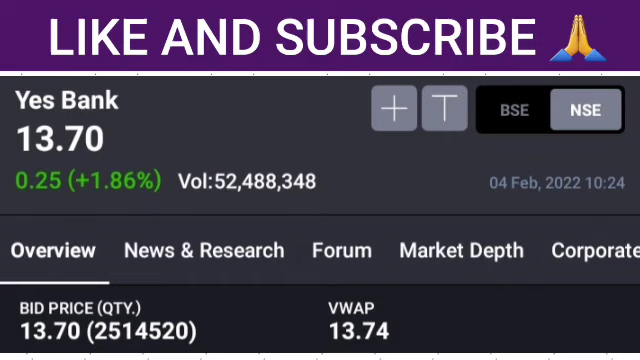 LIKE AND SUBSCRIBE 🙏
Yes Bank
13.70
BSE NSE
0.25 (+1.86%) Vol:52,488,348
04 Feb, 2022 10:24
Overview News & Research Forum Market Depth Corporate
BID PRICE (QTY.) VWAP
13.70 (2514520) 13.74